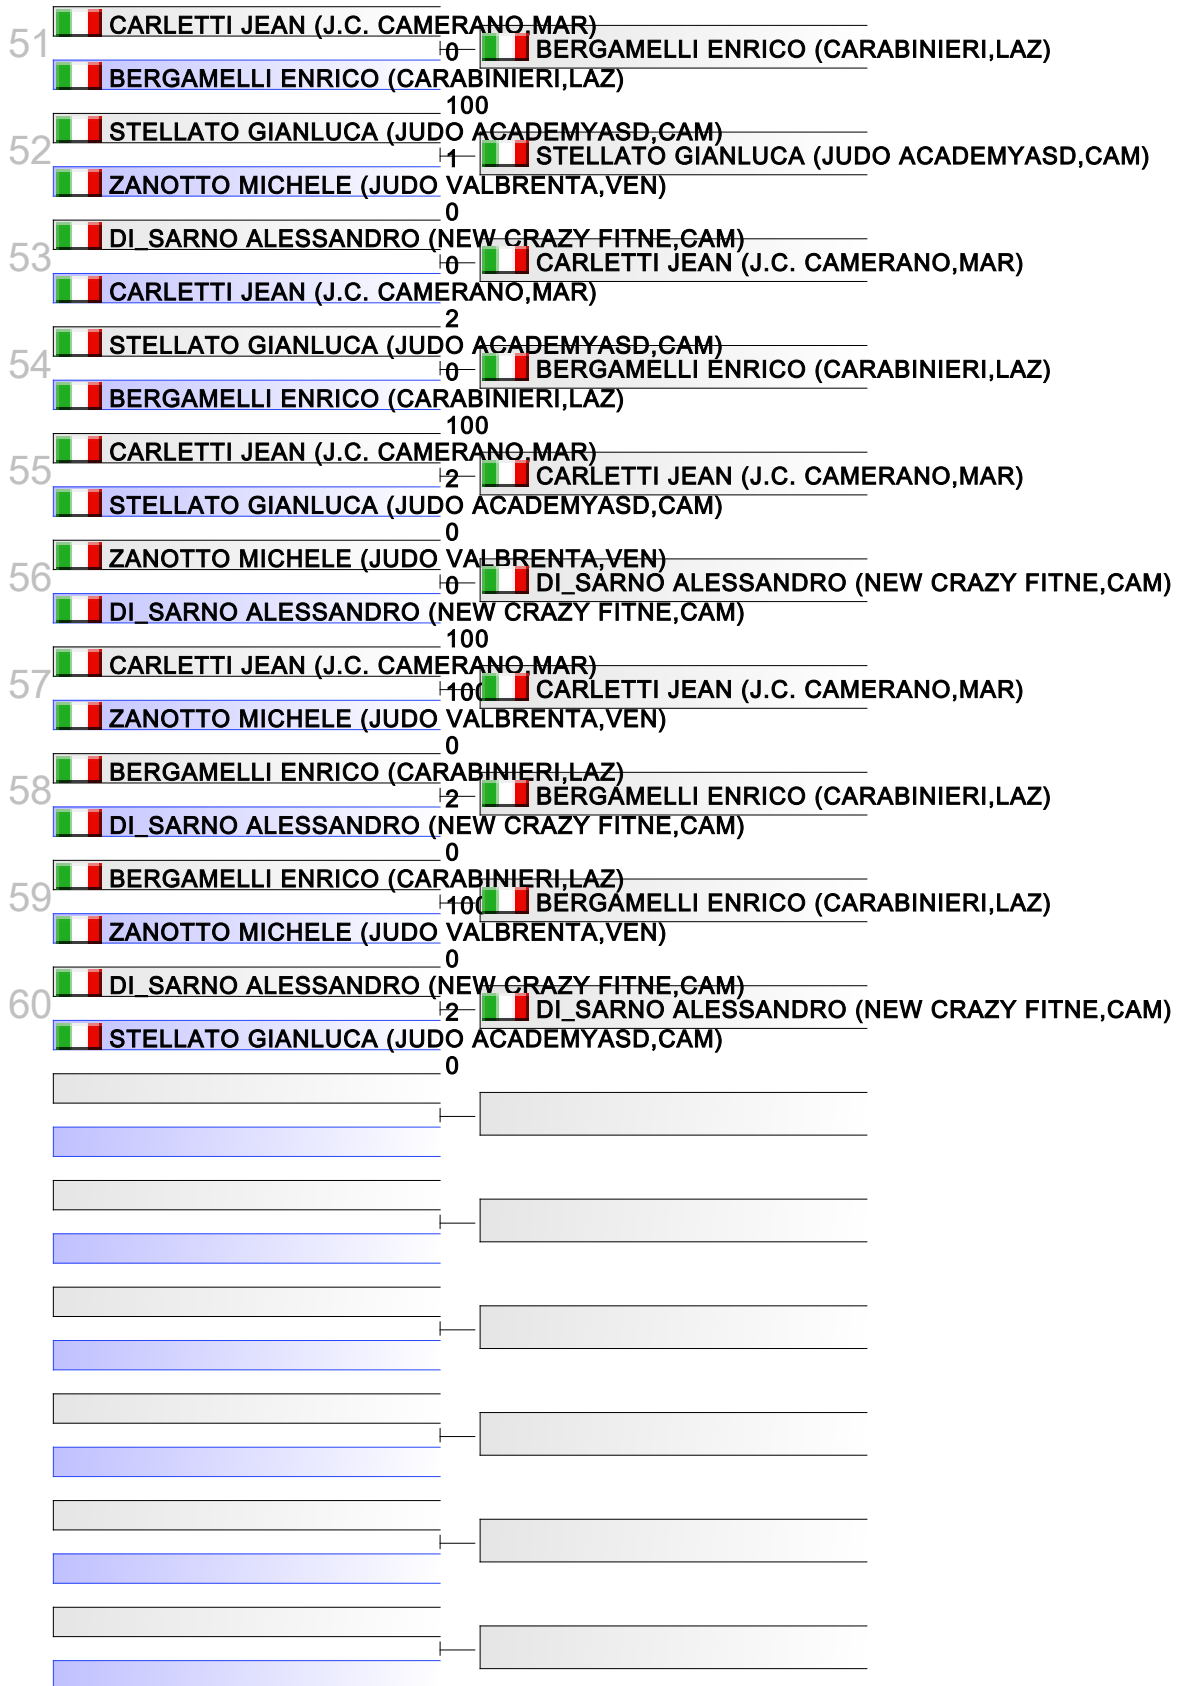 51
CARLETTI JEAN (J.C. CAMERANO,MAR)
0
BERGAMELLI ENRICO (CARABINIERI,LAZ)
BERGAMELLI ENRICO (CARABINIERI,LAZ)
100
52
STELLATO GIANLUCA (JUDO ACADEMYASD,CAM)
1
STELLATO GIANLUCA (JUDO ACADEMYASD,CAM)
ZANOTTO MICHELE (JUDO VALBRENTA,VEN)
0
53
DI_SARNO ALESSANDRO (NEW CRAZY FITNE,CAM)
0
CARLETTI JEAN (J.C. CAMERANO,MAR)
CARLETTI JEAN (J.C. CAMERANO,MAR)
2
54
STELLATO GIANLUCA (JUDO ACADEMYASD,CAM)
0
BERGAMELLI ENRICO (CARABINIERI,LAZ)
BERGAMELLI ENRICO (CARABINIERI,LAZ)
100
55
CARLETTI JEAN (J.C. CAMERANO,MAR)
2
CARLETTI JEAN (J.C. CAMERANO,MAR)
STELLATO GIANLUCA (JUDO ACADEMYASD,CAM)
0
56
ZANOTTO MICHELE (JUDO VALBRENTA,VEN)
0
DI_SARNO ALESSANDRO (NEW CRAZY FITNE,CAM)
DI_SARNO ALESSANDRO (NEW CRAZY FITNE,CAM)
100
57
CARLETTI JEAN (J.C. CAMERANO,MAR)
100
CARLETTI JEAN (J.C. CAMERANO,MAR)
ZANOTTO MICHELE (JUDO VALBRENTA,VEN)
0
58
BERGAMELLI ENRICO (CARABINIERI,LAZ)
2
BERGAMELLI ENRICO (CARABINIERI,LAZ)
DI_SARNO ALESSANDRO (NEW CRAZY FITNE,CAM)
0
59
BERGAMELLI ENRICO (CARABINIERI,LAZ)
100
BERGAMELLI ENRICO (CARABINIERI,LAZ)
ZANOTTO MICHELE (JUDO VALBRENTA,VEN)
0
60
DI_SARNO ALESSANDRO (NEW CRAZY FITNE,CAM)
2
DI_SARNO ALESSANDRO (NEW CRAZY FITNE,CAM)
STELLATO GIANLUCA (JUDO ACADEMYASD,CAM)
0